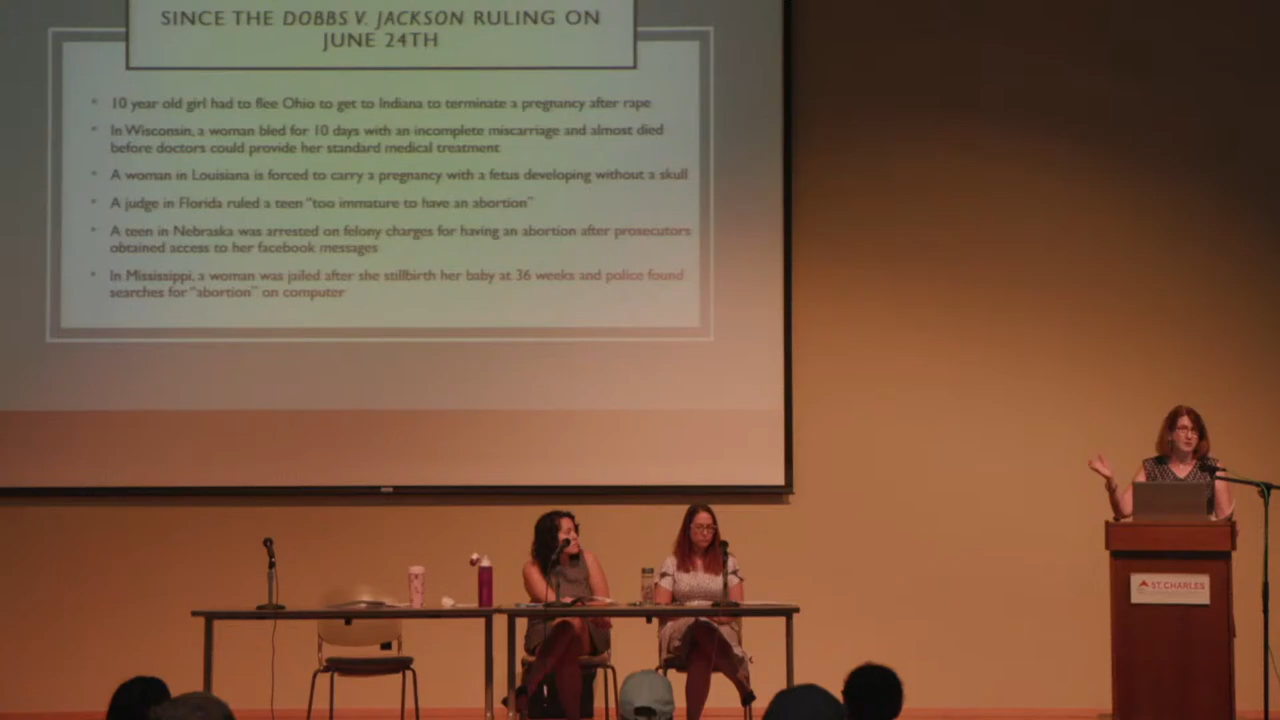 SINCE THE DOBBS V. JACKSON RULING ON
JUNE 24TH
10 year old girl had to flee Ohio to get to Indiana to terminate a pregnancy after rape
In Wisconsin, a woman bled for 10 days with an incomplete miscarriage and almost died
before doctors could provide her standard medical treatment
A woman in Louisiana is forced to carry a pregnancy with a fetus developing without a skull
A judge in Florida ruled a teen "too immature to have an abortion"
A teen in Nebraska was arrested on felony charges for having an abortion after prosecutors
obtained access to her facebook messages
In Mississippi, a woman was jailed after she stillbirth her baby at 36 weeks and police found
searches for "abortion" on computer
ST. CHARLES